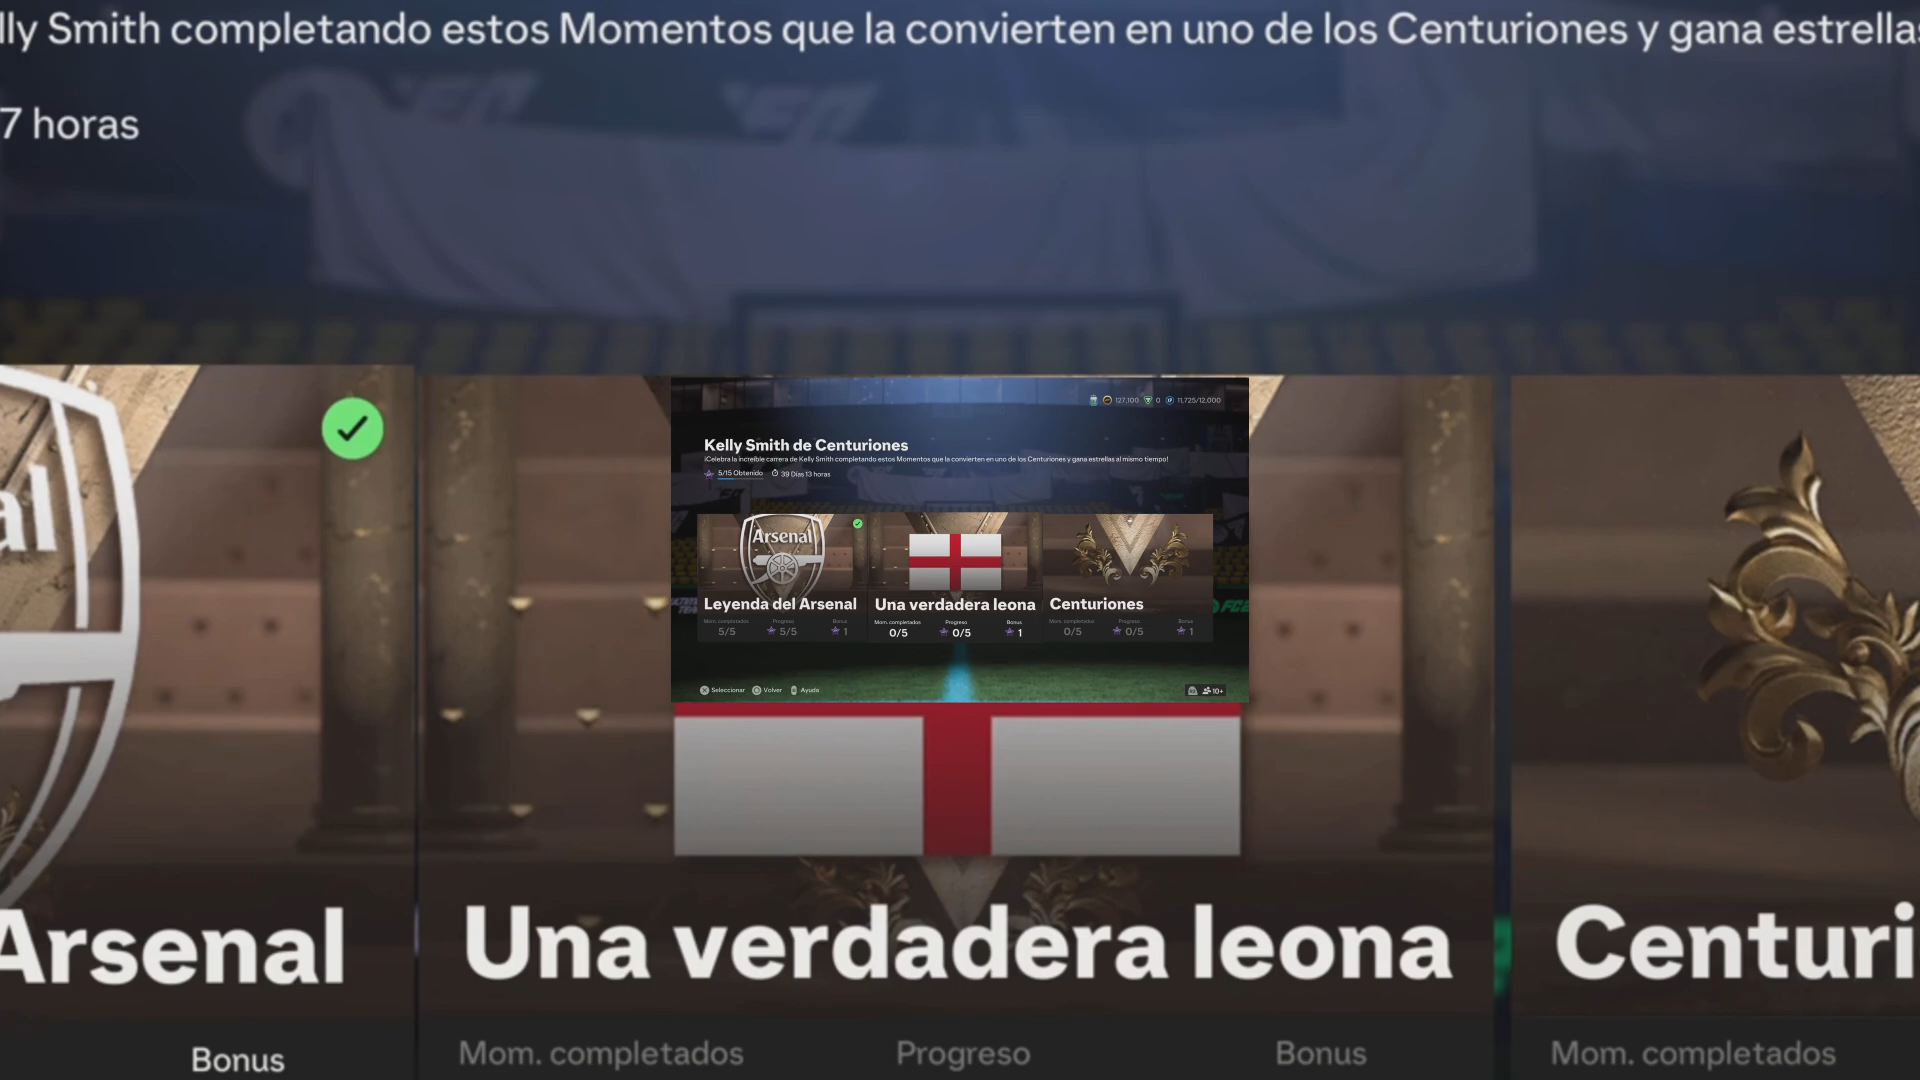 lly Smith completando estos Momentos que la convierten en uno de los Centuriones y gana estrellas
7 horas
127,100 0 11,725/12,000
Kelly Smith de Centuriones
¡Celebra la increíble carrera de Kelly Smith completando estos Momentos que la convierten en uno de los Centuriones y gana estrellas al mismo tiempo!
5/15 Obtenido 39 Días 13 horas
al
Arsenal
Leyenda del Arsenal Una verdadera leona Centuriones
Mom. completados Progreso Bonus Mom. completados Progreso Bonus Mom. completados Progreso Bonus
5/5 5/5 1 0/5 0/5 1 0/5 0/5 1
Seleccionar Volver Ayuda
10+
Arsenal Una verdadera leona Centuri
Bonus Mom. completados Progreso Bonus Mom. completados